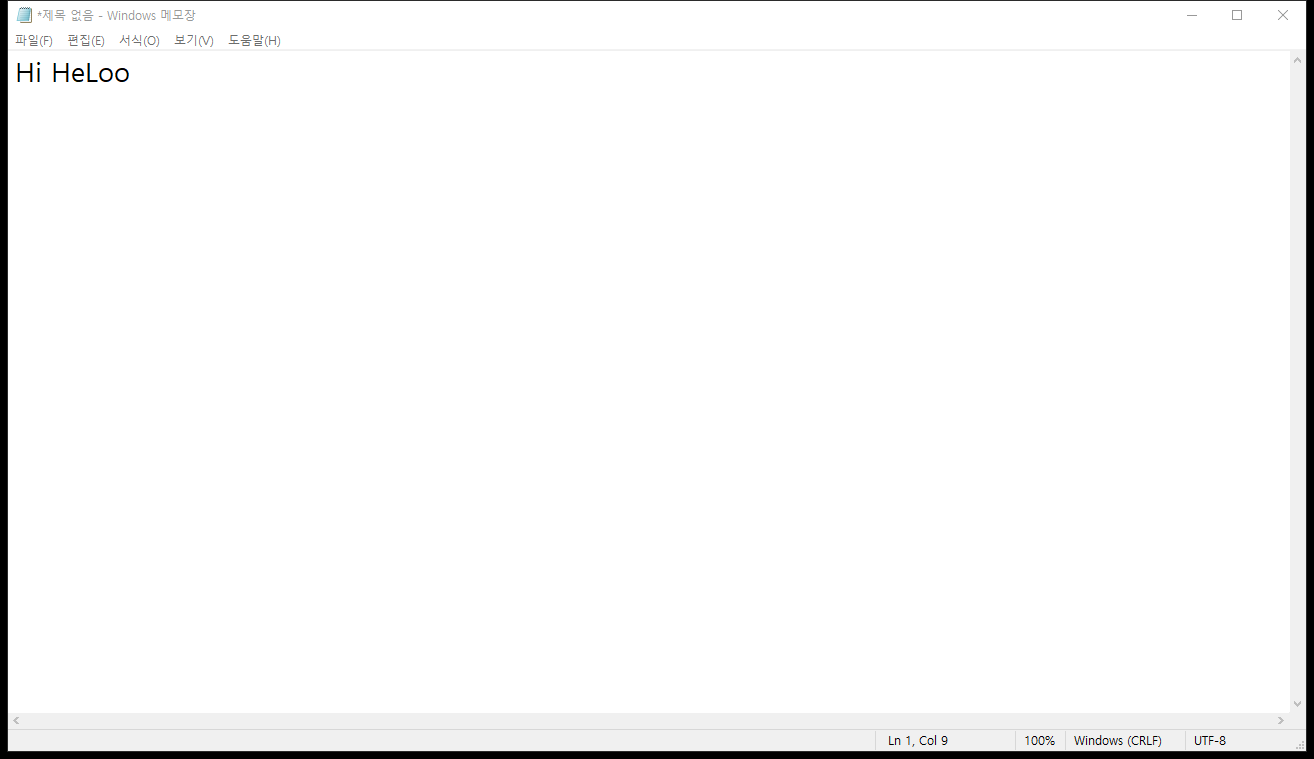 *제목 없음 - Windows 메모장
파일(F) 편집(E) 서식(O) 보기(V) 도움말(H)
Hi HeLoo
Ln 1, Col 9 100% Windows (CRLF) UTF-8